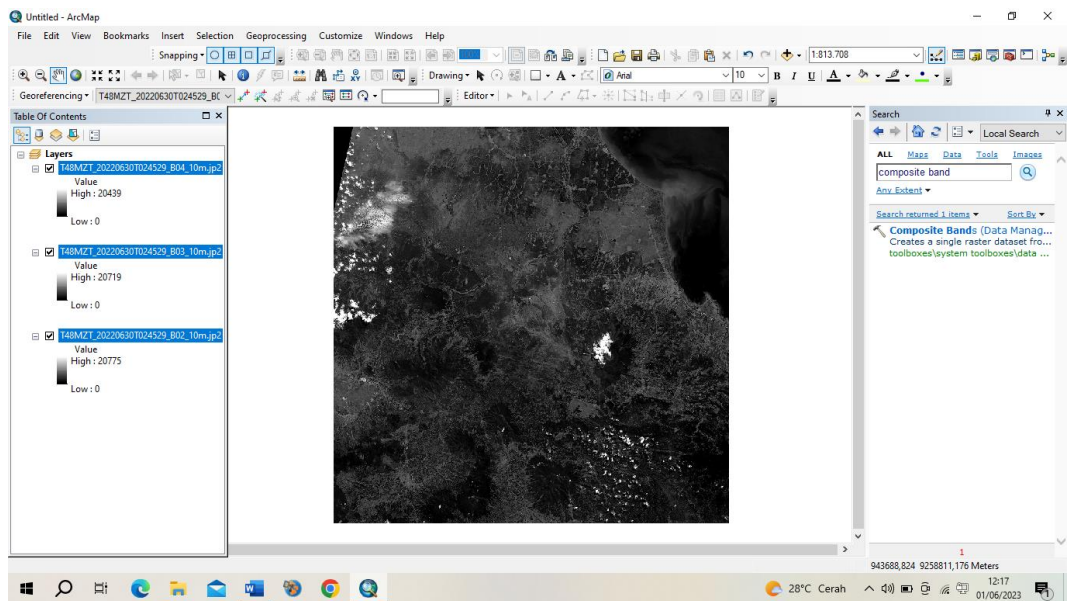 Untitled - ArcMap
File Edit View Bookmarks Insert Selection Geoprocessing Customize Windows Help
Snapping 1:813.708
Drawing Arial 10 B I U A
Georeferencing T48MZT_20220630T024529_B( Editor
Table Of Contents
Layers
T48MZT_20220630T024529_B04_10m.jp2
Value
High : 20439
Low : 0
T48MZT_20220630T024529_B03_10m.jp2
Value
High : 20719
Low : 0
T48MZT_20220630T024529_B02_10m.jp2
Value
High : 20775
Low : 0
Search
Local Search
ALL Maps Data Tools Images
composite band
Any Extent
Search returned 1 items Sort By
Composite Bands (Data Manag...
Creates a single raster dataset fro...
toolboxes\system toolboxes\data ...
1
943688,824 9258811,176 Meters
28°C Cerah
12:17
01/06/2023